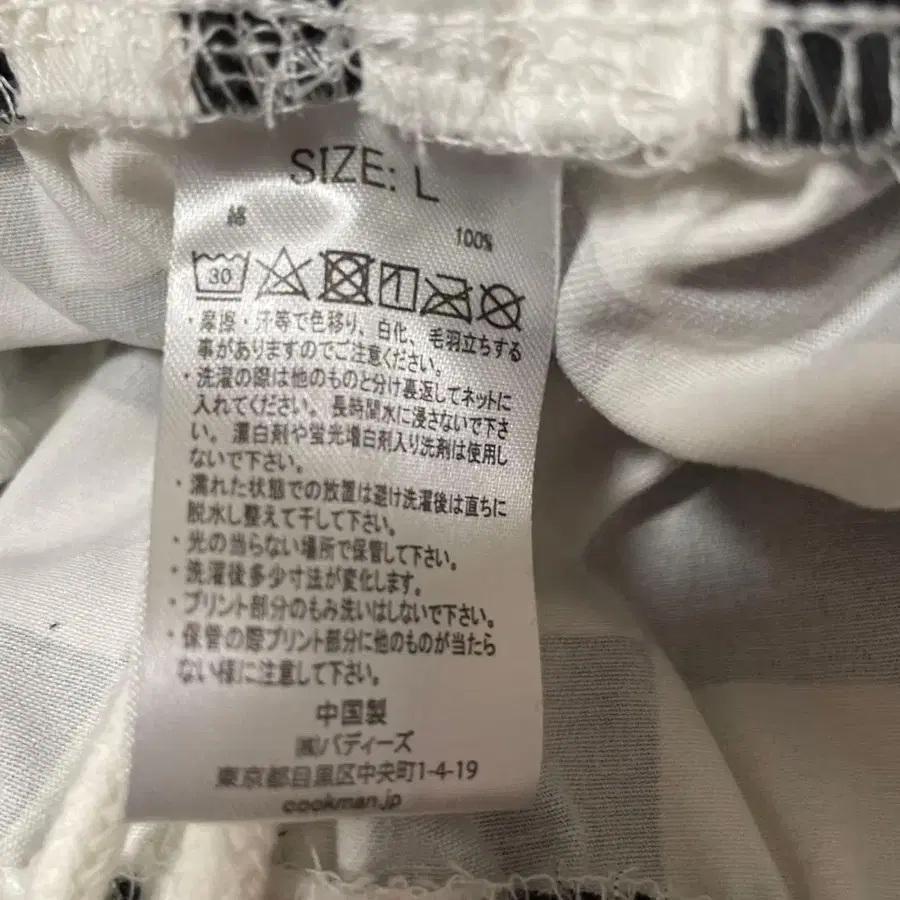 SIZE: L
綿 100%
30
・摩擦・汗等で色移り、白化、毛羽立ちする
事がありますのでご注意ください。
・洗濯の際は他のものと分け裏返してネットに
入れてください。長時間水に浸さないで下さ
い。漂白剤や蛍光増白剤入り洗剤は使用し
ないで下さい。
・濡れた状態での放置は避け洗濯後は直ちに
脱水し整えて干して下さい。
・光の当らない場所で保管して下さい。
・洗濯後多少寸法が変化します。
・プリント部分のもみ洗いはしないで下さい。
・保管の際プリント部分に他のものが当たら
ない様に注意して下さい。
中国製
㈱バディーズ
東京都目黒区中央町1-4-19
cookman.jp